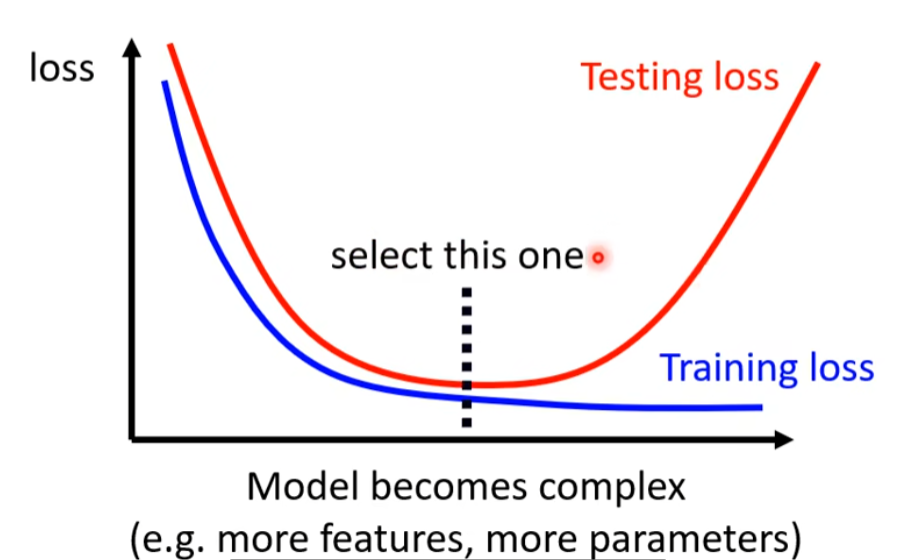 loss
Testing loss
select this one
Training loss
Model becomes complex
(e.g. more features, more parameters)